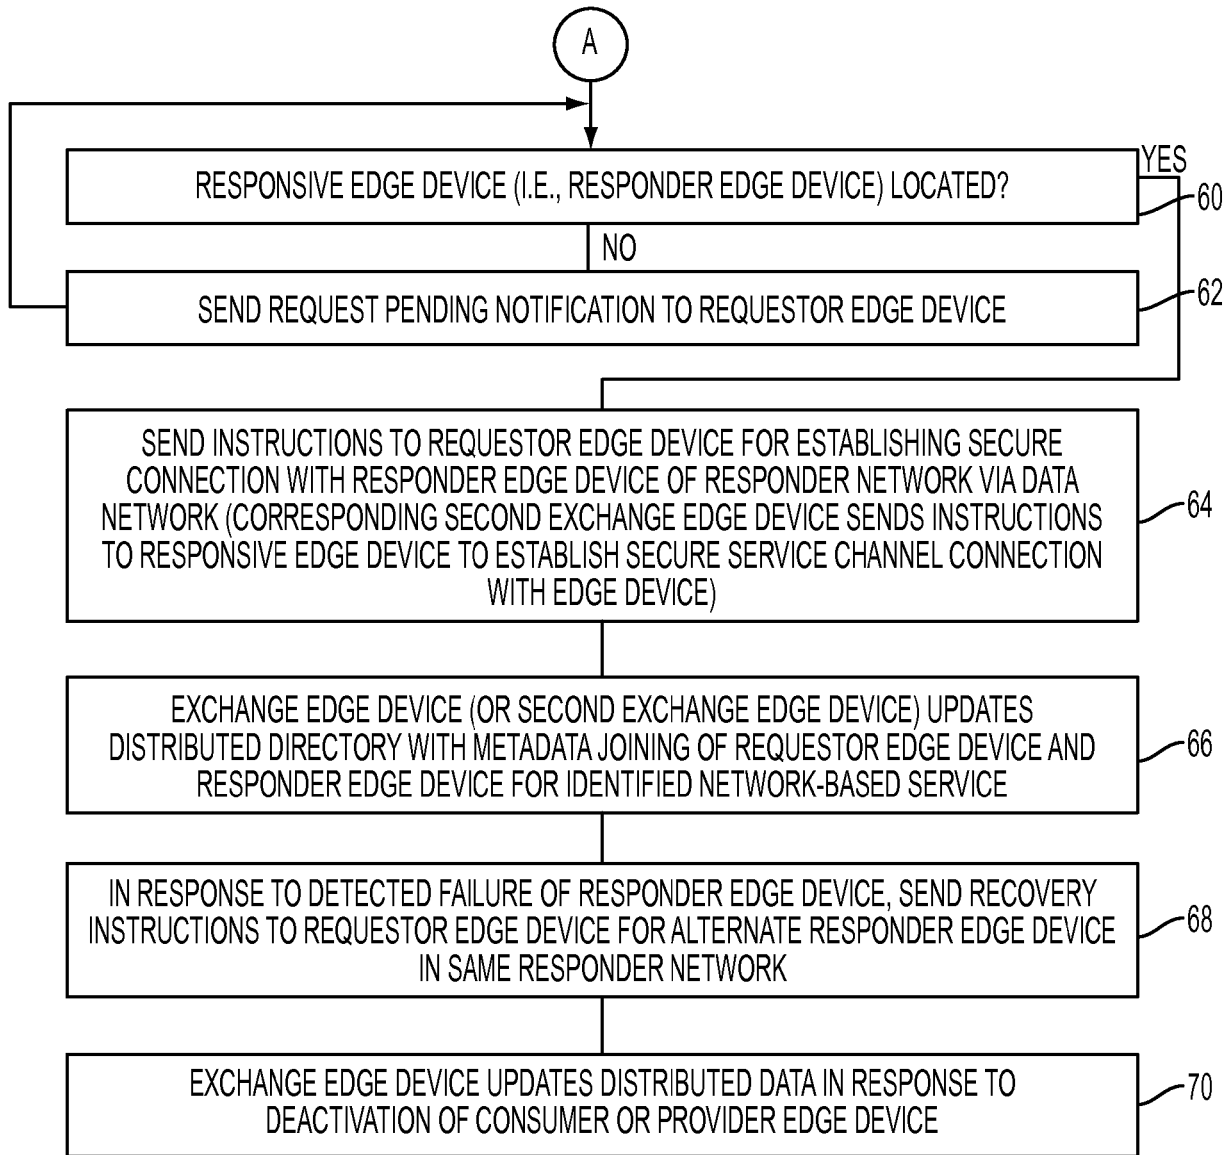 A
RESPONSIVE EDGE DEVICE (I.E., RESPONDER EDGE DEVICE) LOCATED?
YES
60
NO
SEND REQUEST PENDING NOTIFICATION TO REQUESTOR EDGE DEVICE
62
SEND INSTRUCTIONS TO REQUESTOR EDGE DEVICE FOR ESTABLISHING SECURE
CONNECTION WITH RESPONDER EDGE DEVICE OF RESPONDER NETWORK VIA DATA
NETWORK (CORRESPONDING SECOND EXCHANGE EDGE DEVICE SENDS INSTRUCTIONS
TO RESPONSIVE EDGE DEVICE TO ESTABLISH SECURE SERVICE CHANNEL CONNECTION
WITH EDGE DEVICE)
64
EXCHANGE EDGE DEVICE (OR SECOND EXCHANGE EDGE DEVICE) UPDATES
DISTRIBUTED DIRECTORY WITH METADATA JOINING OF REQUESTOR EDGE DEVICE AND
RESPONDER EDGE DEVICE FOR IDENTIFIED NETWORK-BASED SERVICE
66
IN RESPONSE TO DETECTED FAILURE OF RESPONDER EDGE DEVICE, SEND RECOVERY
INSTRUCTIONS TO REQUESTOR EDGE DEVICE FOR ALTERNATE RESPONDER EDGE DEVICE
IN SAME RESPONDER NETWORK
68
EXCHANGE EDGE DEVICE UPDATES DISTRIBUTED DATA IN RESPONSE TO
DEACTIVATION OF CONSUMER OR PROVIDER EDGE DEVICE
70